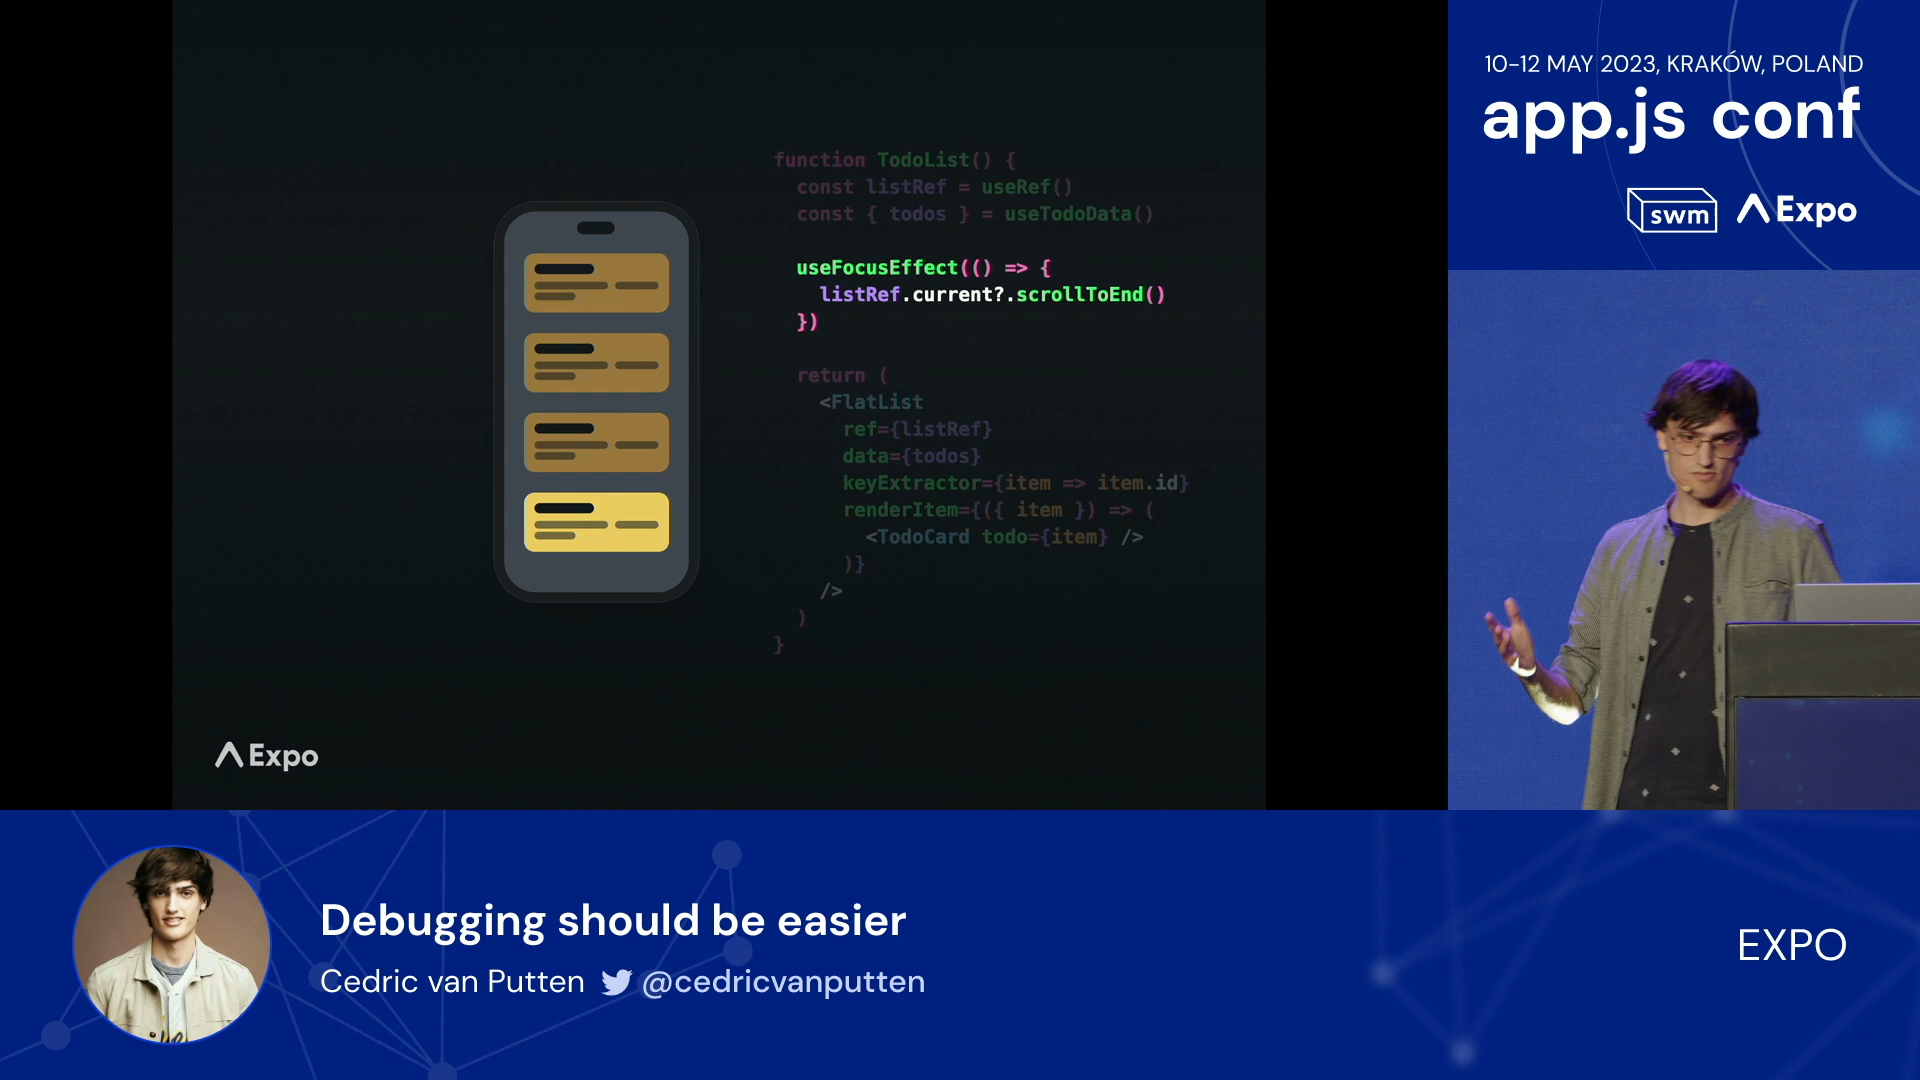 function TodoList() {
const listRef = useRef()
const { todos } = useTodoData()
useFocusEffect(() => {
listRef.current?.scrollToEnd()
})
return (
<FlatList
ref={listRef}
data={todos}
keyExtractor={item => item.id}
renderItem={({ item }) => (
<TodoCard todo={item} />
)}
/>
)
}
Expo
10-12 MAY 2023, KRAKÓW, POLAND
app.js conf
swm Expo
Debugging should be easier
Cedric van Putten @cedricvanputten
EXPO